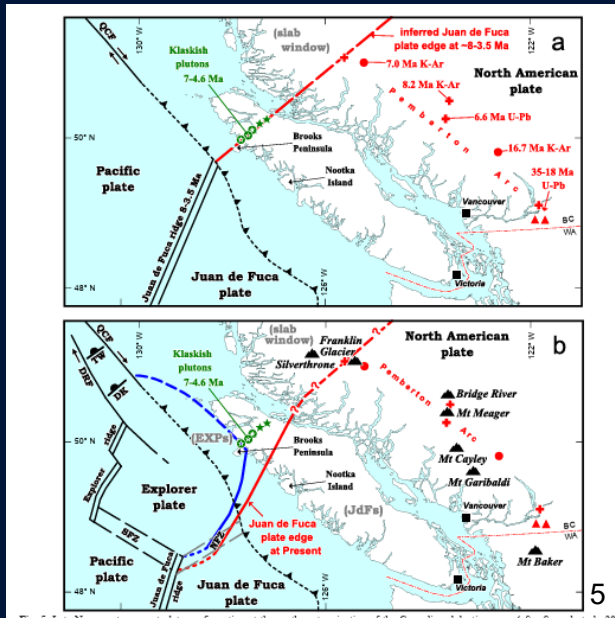 a
QCF
130° W
(slab
window)
inferred Juan de Fuca
plate edge at ~8-3.5 Ma
122° W
Klaskish
plutons
7-4.6 Ma
7.0 Ma K-Ar
North American
plate
8.2 Ma K-Ar
6.6 Ma U-Pb
Pemberton
Arc
16.7 Ma K-Ar
35-18 Ma
U-Pb
50° N
Brooks
Peninsula
Nootka
Island
Pacific
plate
Juan de Fuca ridge 8-3.5 Ma
Juan de Fuca
plate
Vancouver
BC
WA
Victoria
48° N
126° W
b
QCF
TW
DRF
DK
130° W
(slab
window)
Franklin
Glacier
Silverthrone
?
?
?
North American
plate
122° W
Klaskish
plutons
7-4.6 Ma
Pemberton
Arc
Bridge River
Mt Meager
Mt Cayley
Mt Garibaldi
50° N
(EXPs)
Brooks
Peninsula
Nootka
Island
(JdFs)
Explorer
ridge
Explorer
plate
SFZ
NFZ
Juan de Fuca
plate edge
at Present
Pacific
plate
Juan de Fuca
ridge
Juan de Fuca
plate
Vancouver
BC
WA
Mt Baker
Victoria
48° N
126° W
5